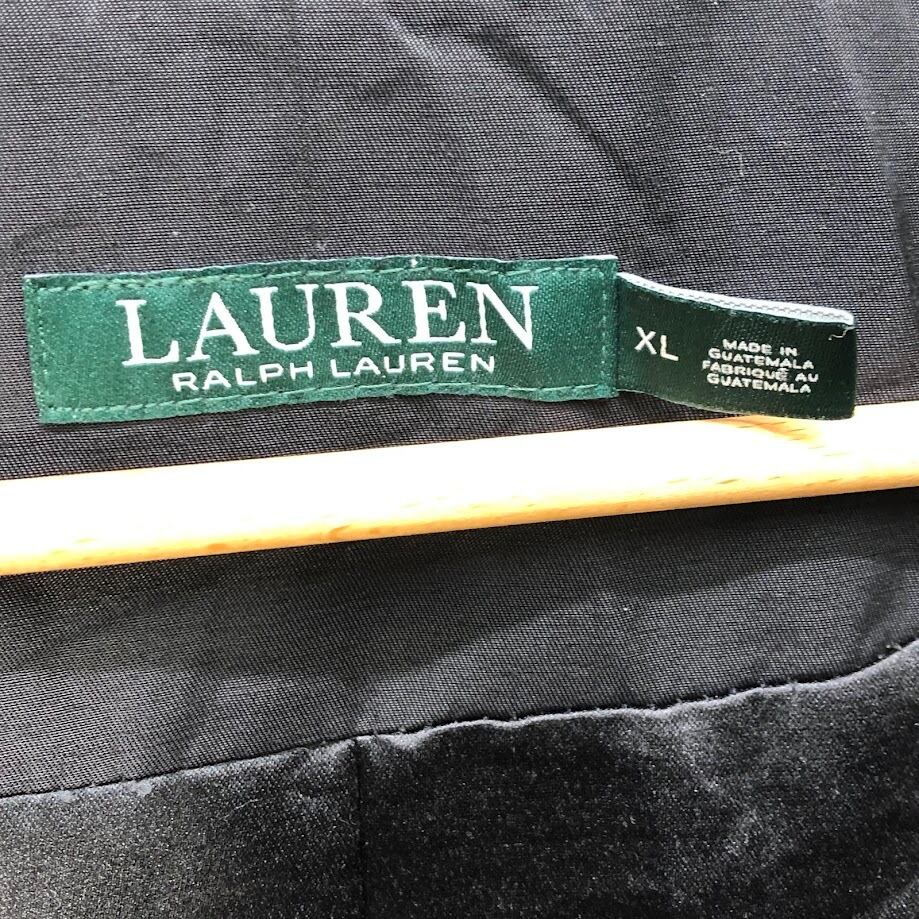 LAUREN
RALPH LAUREN
XL
MADE IN
GUATEMALA
FABRIQUÉ AU
GUATEMALA